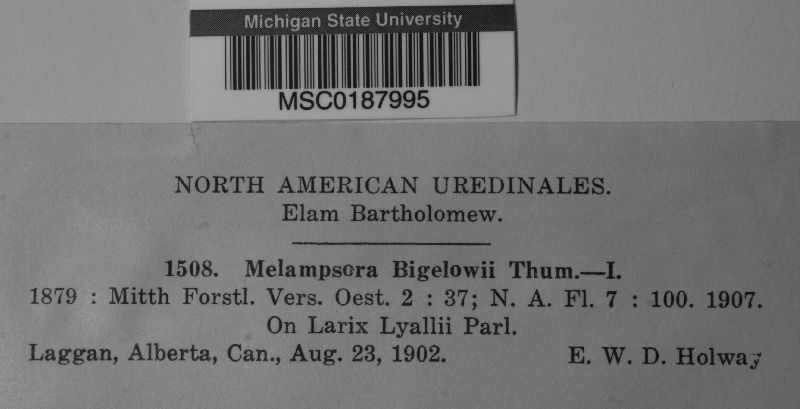 Michigan State University
MSC0187995
NORTH AMERICAN UREDINALES.
Elam Bartholomew.
1508. Melampsora Bigelowii Thum.—I.
1879 : Mitth Forstl. Vers. Oest. 2 : 37; N. A. Fl. 7 : 100. 1907.
On Larix Lyallii Parl.
Laggan, Alberta, Can., Aug. 23, 1902. E. W. D. Holway